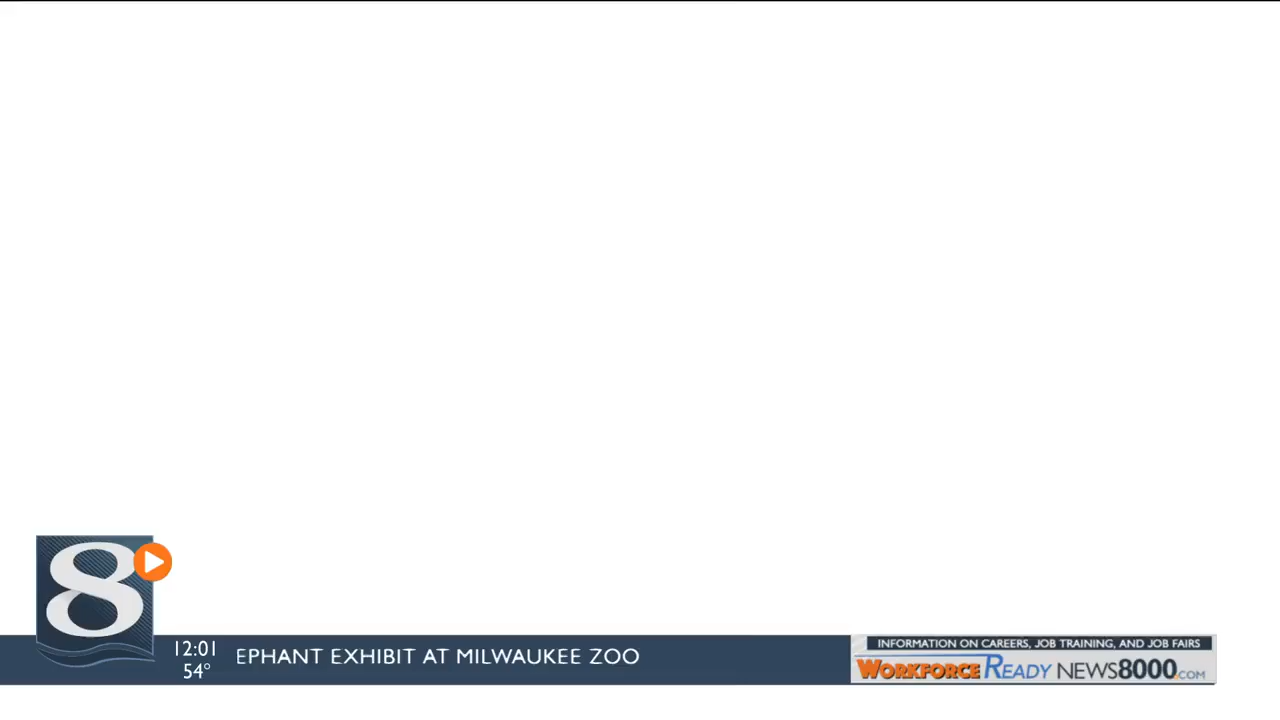 8
12:01
54°
EPHANT EXHIBIT AT MILWAUKEE ZOO
INFORMATION ON CAREERS, JOB TRAINING, AND JOB FAIRS
WORKFORCE READY NEWS8000.COM